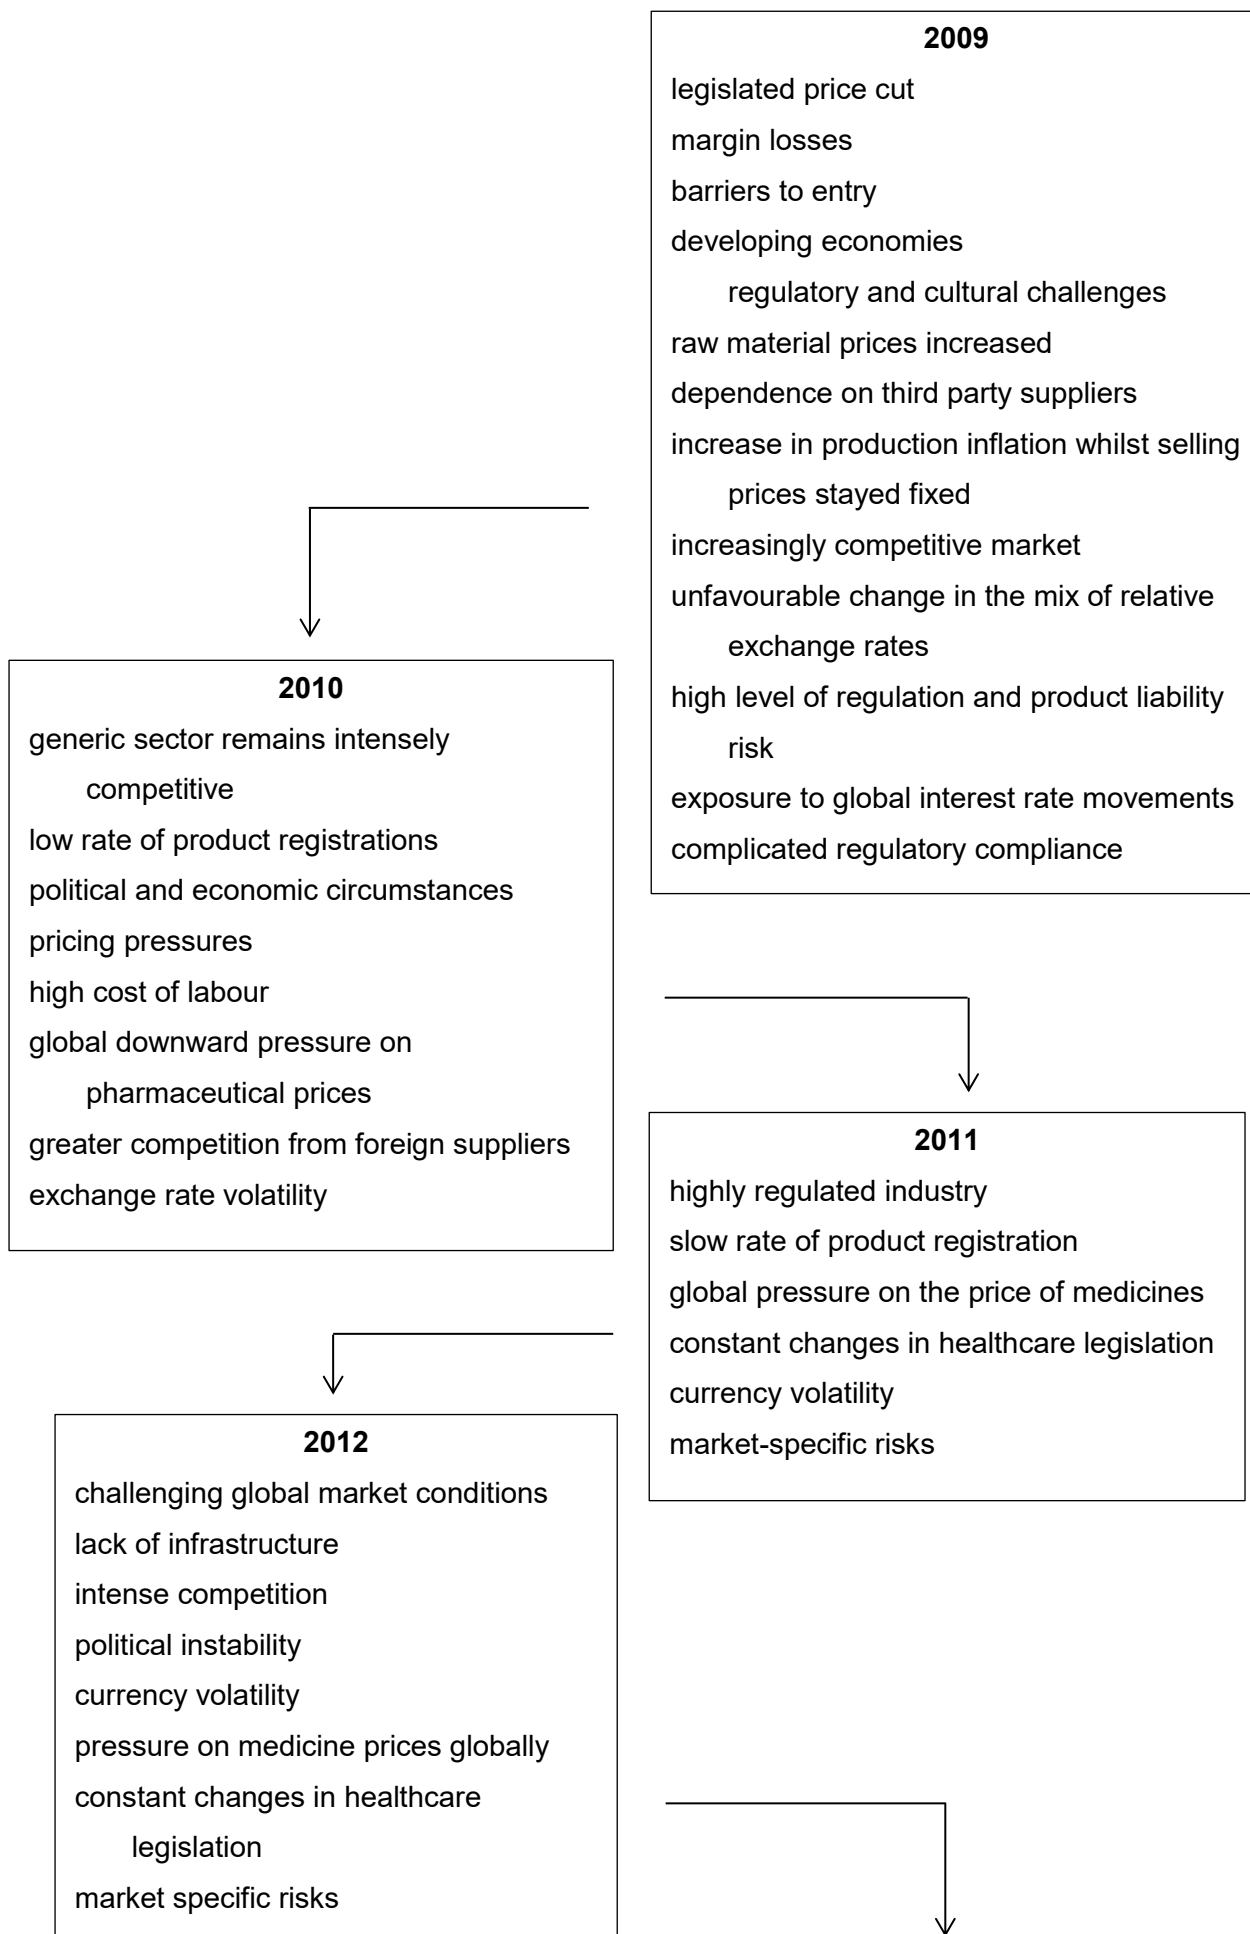 2009
legislated price cut
margin losses
barriers to entry
developing economies
regulatory and cultural challenges
raw material prices increased
dependence on third party suppliers
increase in production inflation whilst selling
prices stayed fixed
increasingly competitive market
unfavourable change in the mix of relative
exchange rates
high level of regulation and product liability
risk
exposure to global interest rate movements
complicated regulatory compliance
2010
generic sector remains intensely
competitive
low rate of product registrations
political and economic circumstances
pricing pressures
high cost of labour
global downward pressure on
pharmaceutical prices
greater competition from foreign suppliers
exchange rate volatility
2011
highly regulated industry
slow rate of product registration
global pressure on the price of medicines
constant changes in healthcare legislation
currency volatility
market-specific risks
2012
challenging global market conditions
lack of infrastructure
intense competition
political instability
currency volatility
pressure on medicine prices globally
constant changes in healthcare
legislation
market specific risks